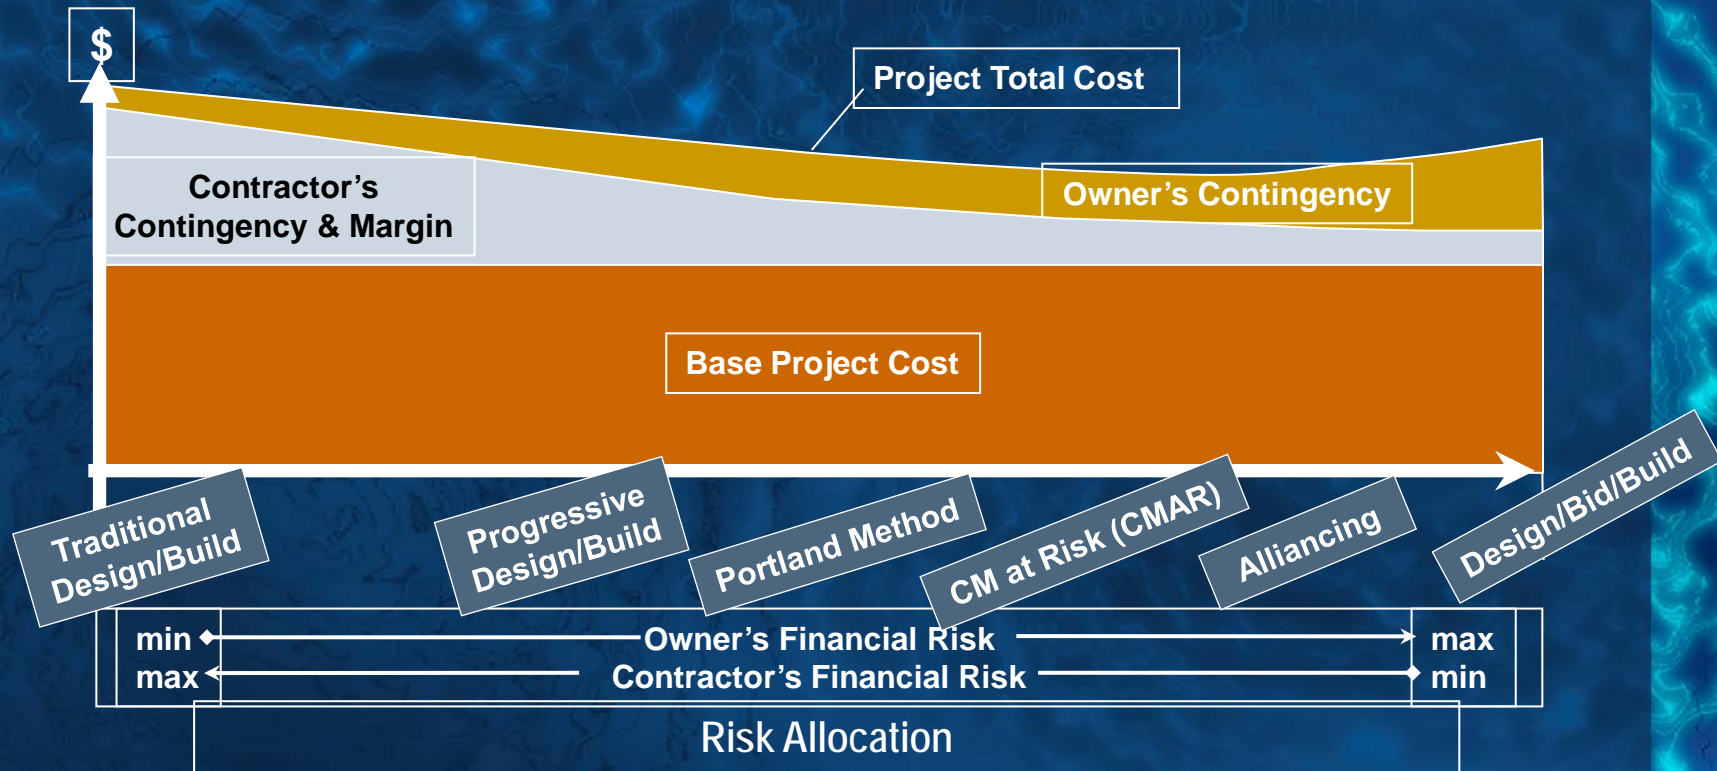 $
Project Total Cost
Contractor’s
Contingency & Margin
Owner’s Contingency
Base Project Cost
Traditional
Design/Build
Progressive
Design/Build
Portland Method
CM at Risk (CMAR)
Alliancing
Design/Bid/Build
min Owner’s Financial Risk max
max Contractor’s Financial Risk min
Risk Allocation